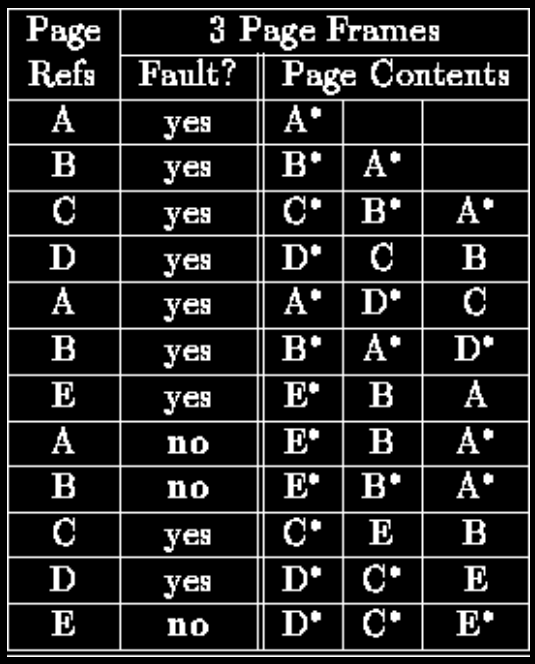 Page 3 Page Frames
Refs Fault? Page Contents
A yes A•
B yes B• A•
C yes C• B• A•
D yes D• C B
A yes A• D• C
B yes B• A• D•
E yes E• B A
A no E• B A•
B no E• B• A•
C yes C• E B
D yes D• C• E
E no D• C• E•